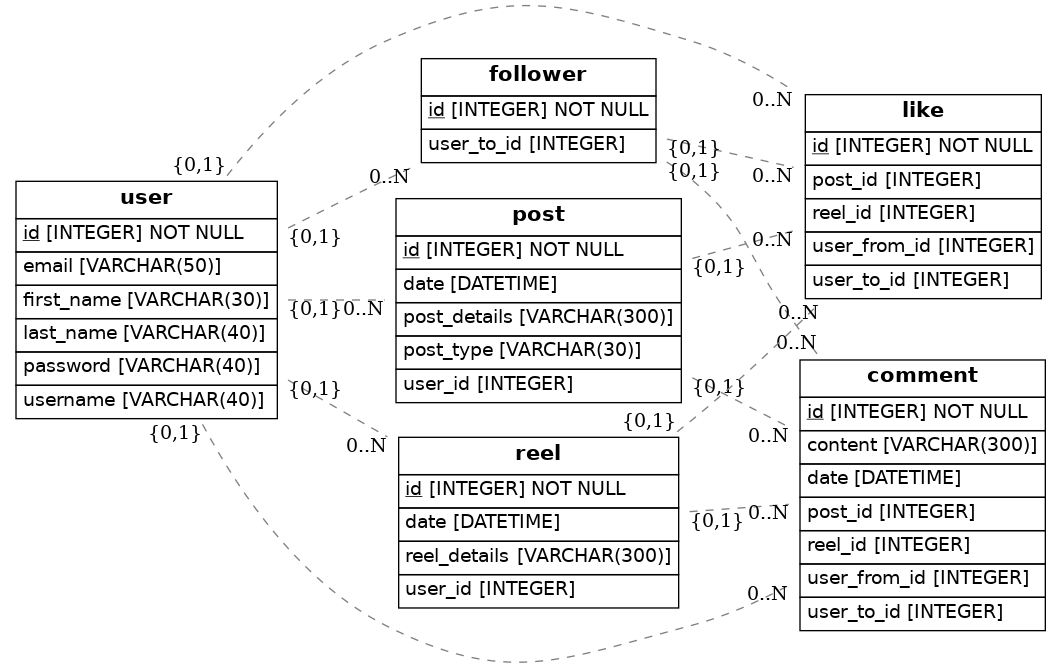 follower
id [INTEGER] NOT NULL
user_to_id [INTEGER]
like
id [INTEGER] NOT NULL
post_id [INTEGER]
reel_id [INTEGER]
user_from_id [INTEGER]
user_to_id [INTEGER]
user
id [INTEGER] NOT NULL
email [VARCHAR(50)]
first_name [VARCHAR(30)]
last_name [VARCHAR(40)]
password [VARCHAR(40)]
username [VARCHAR(40)]
post
id [INTEGER] NOT NULL
date [DATETIME]
post_details [VARCHAR(300)]
post_type [VARCHAR(30)]
user_id [INTEGER]
reel
id [INTEGER] NOT NULL
date [DATETIME]
reel_details [VARCHAR(300)]
user_id [INTEGER]
comment
id [INTEGER] NOT NULL
content [VARCHAR(300)]
date [DATETIME]
post_id [INTEGER]
reel_id [INTEGER]
user_from_id [INTEGER]
user_to_id [INTEGER]
0..N
{0,1}
{0,1}
0..N
{0,1}
0..N
{0,1}
0..N
{0,1}
0..N
{0,1}
0..N
{0,1}
0..N
{0,1}
0..N
{0,1}
0..N
{0,1}
0..N
{0,1}
0..N